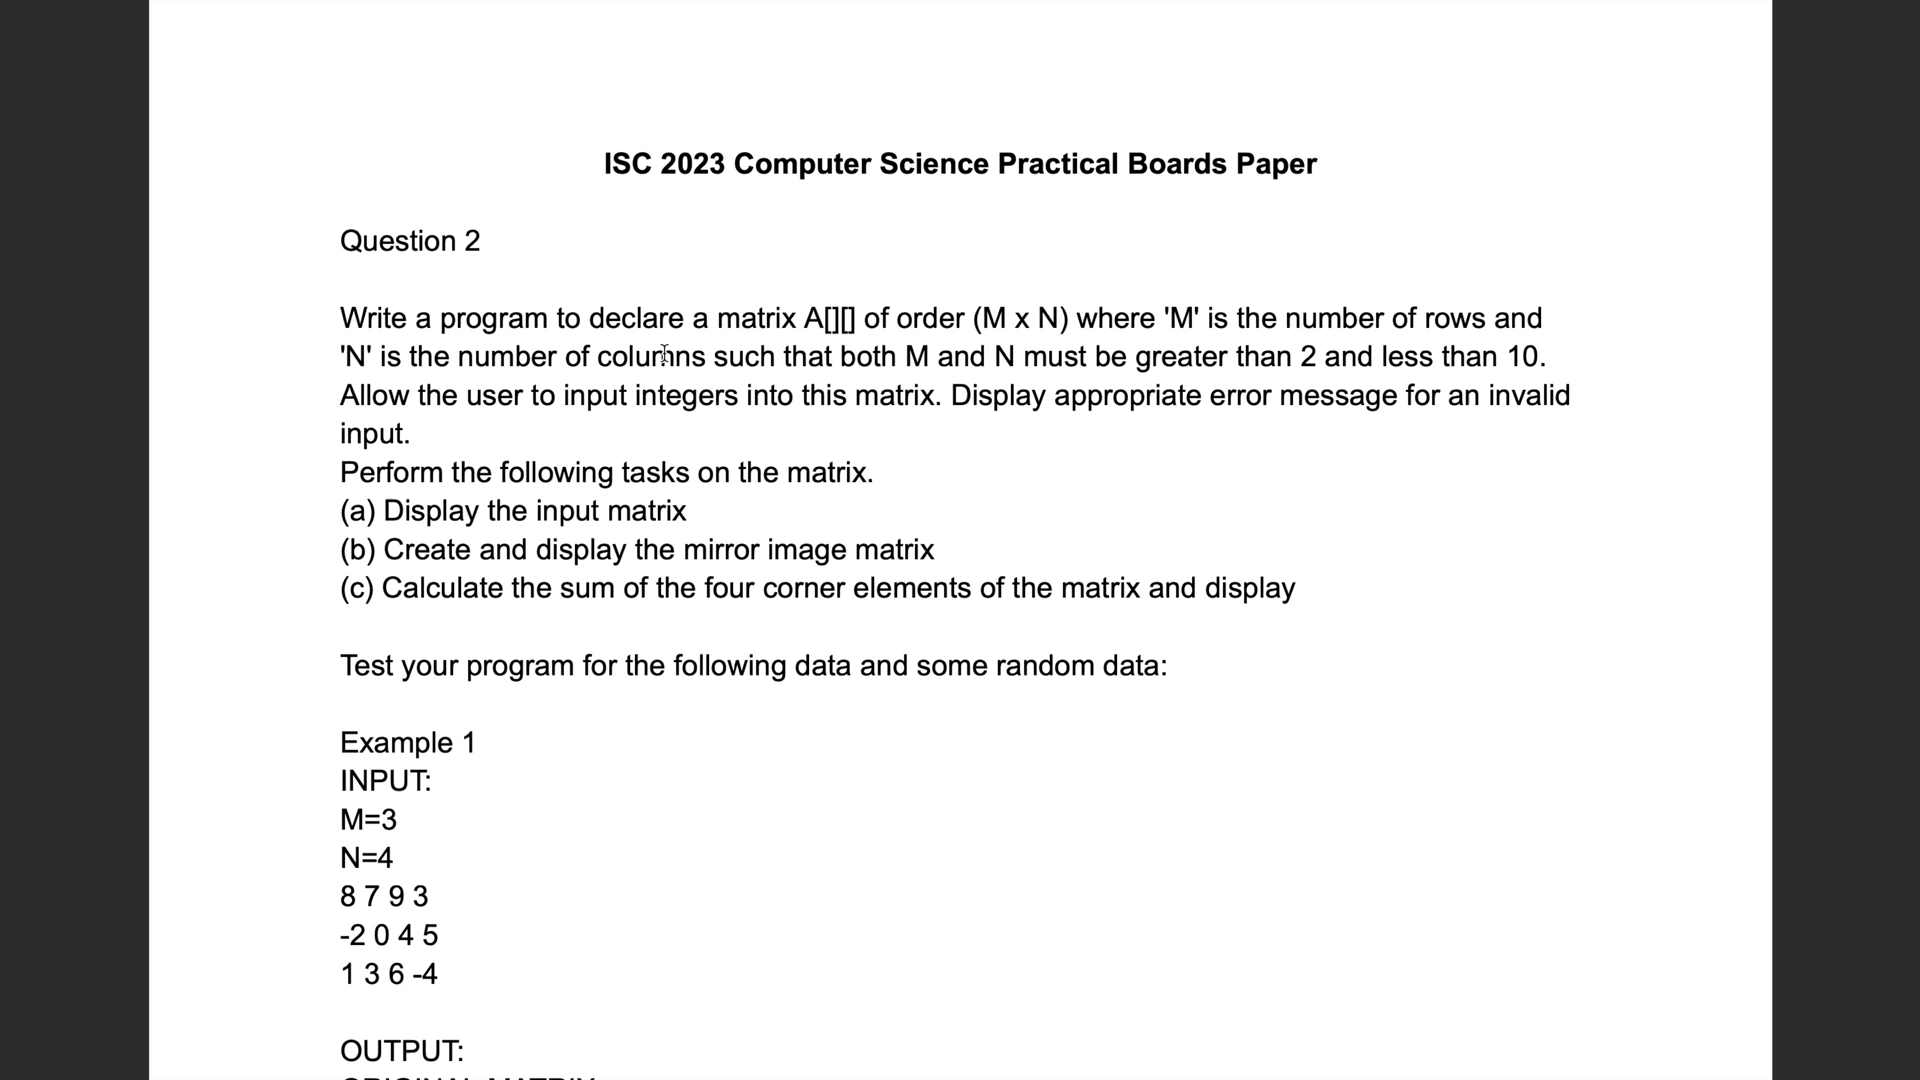 ISC 2023 Computer Science Practical Boards Paper
Question 2
Write a program to declare a matrix A[][] of order (M x N) where 'M' is the number of rows and
'N' is the number of columns such that both M and N must be greater than 2 and less than 10.
Allow the user to input integers into this matrix. Display appropriate error message for an invalid
input.
Perform the following tasks on the matrix.
(a) Display the input matrix
(b) Create and display the mirror image matrix
(c) Calculate the sum of the four corner elements of the matrix and display
Test your program for the following data and some random data:
Example 1
INPUT:
M=3
N=4
8 7 9 3
-2 0 4 5
1 3 6 -4
OUTPUT:
ORIGINAL MATRIX